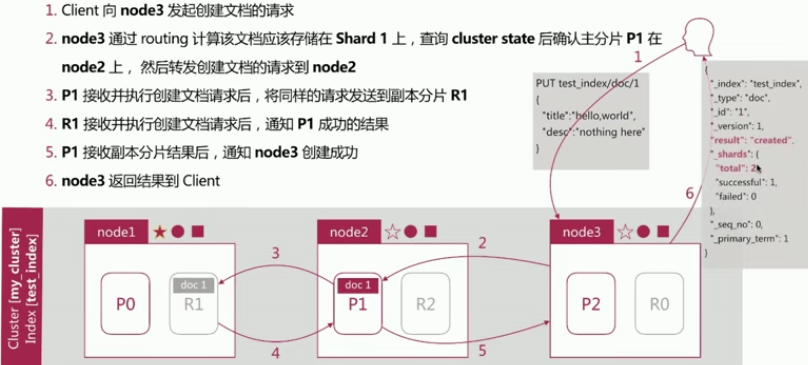 1. Client 向 node3 发起创建文档的请求
2. node3 通过 routing 计算该文档应该存储在 Shard 1 上，查询 cluster state 后确认主分片 P1 在
node2 上，然后转发创建文档的请求到 node2
3. P1 接收并执行创建文档请求后，将同样的请求发送到副本分片 R1
4. R1 接收并执行创建文档请求后，通知 P1 成功的结果
5. P1 接收副本分片结果后，通知 node3 创建成功
6. node3 返回结果到 Client
1
PUT test_index/doc/1
{
"title":"hello,world",
"desc":"nothing here"
}
{
"_index": "test_index",
"_type": "doc",
"_id": "1",
"_version": 1,
"result": "created",
"_shards": {
"total": 2,
"successful": 1,
"failed": 0
},
"_seq_no": 0,
"_primary_term": 1
}
6
Cluster [my_cluster]
Index [test_index]
node1
P0
R1
3
4
node2
doc 1
P1
R2
2
5
node3
P2
R0
doc 1